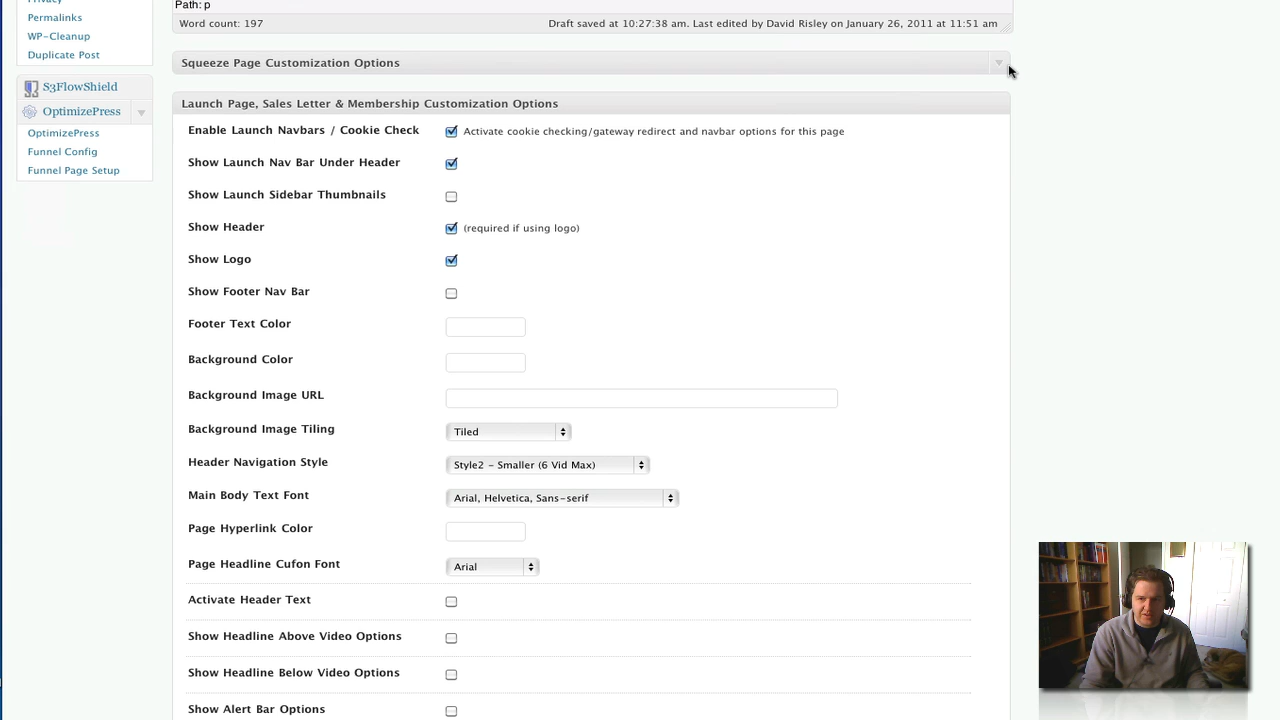 Path: p
Word count: 197
Draft saved at 10:27:38 am. Last edited by David Risley on January 26, 2011 at 11:51 am
Permalinks
WP-Cleanup
Duplicate Post
S3FlowShield
OptimizePress
OptimizePress
Funnel Config
Funnel Page Setup
Squeeze Page Customization Options
Launch Page, Sales Letter & Membership Customization Options
Enable Launch Navbars / Cookie Check
Activate cookie checking/gateway redirect and navbar options for this page
Show Launch Nav Bar Under Header
Show Launch Sidebar Thumbnails
Show Header
(required if using logo)
Show Logo
Show Footer Nav Bar
Footer Text Color
Background Color
Background Image URL
Background Image Tiling
Tiled
Header Navigation Style
Style2 - Smaller (6 Vid Max)
Main Body Text Font
Arial, Helvetica, Sans-serif
Page Hyperlink Color
Page Headline Cufon Font
Arial
Activate Header Text
Show Headline Above Video Options
Show Headline Below Video Options
Show Alert Bar Options